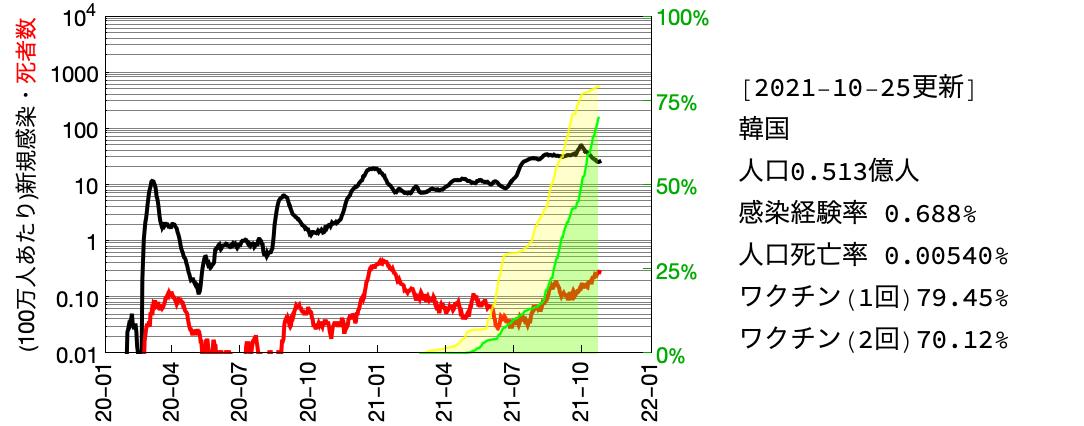 (100万人あたり)新規感染・死者数
10⁴
1000
100
10
1
0.10
0.01
100%
75%
50%
25%
0%
20-01
20-04
20-07
20-10
21-01
21-04
21-07
21-10
22-01
[2021-10-25更新]
韓国
人口0.513億人
感染経験率 0.688%
人口死亡率 0.00540%
ワクチン(1回)79.45%
ワクチン(2回)70.12%